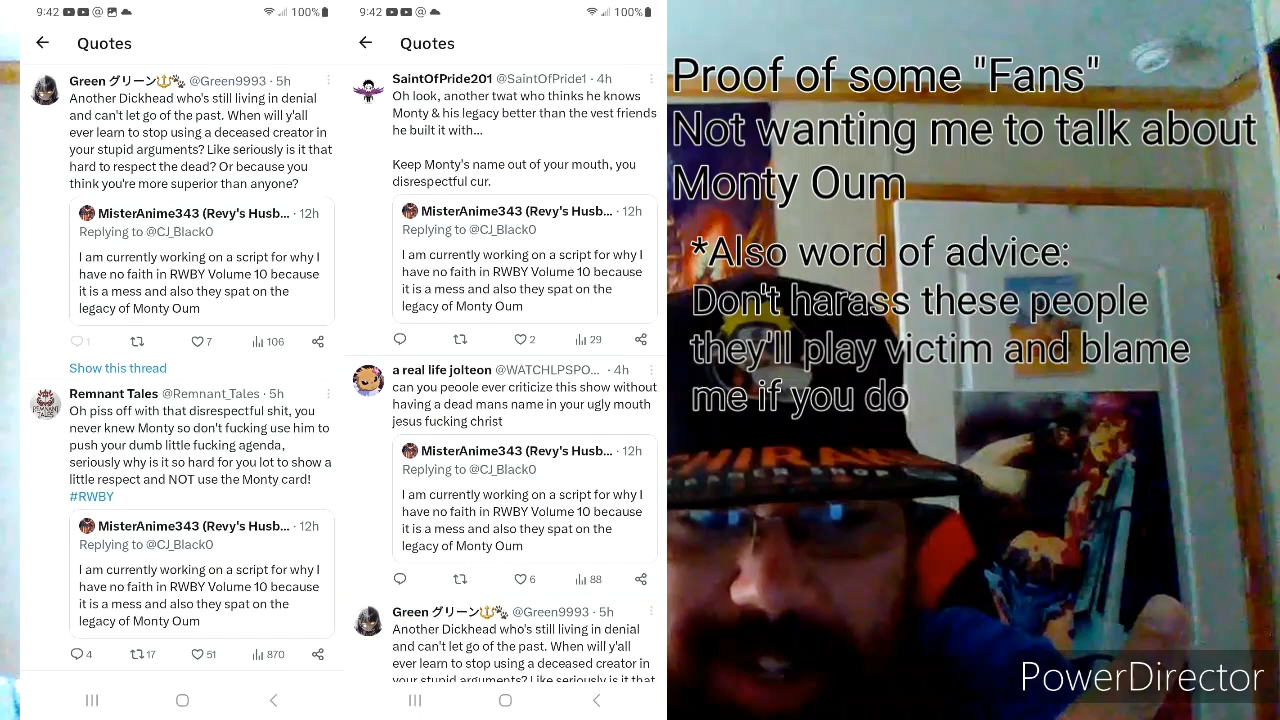 9:42 100%
Quotes
Green グリーン🔱🐾 @Green9993 · 5h
Another Dickhead who's still living in denial
and can't let go of the past. When will y'all
ever learn to stop using a deceased creator in
your stupid arguments? Like seriously is it that
hard to respect the dead? Or because you
think you're more superior than anyone?
MisterAnime343 (Revy's Husb... · 12h
Replying to @CJ_Black0
I am currently working on a script for why I
have no faith in RWBY Volume 10 because
it is a mess and also they spat on the
legacy of Monty Oum
1 7 106
Show this thread
Remnant Tales @Remnant_Tales · 5h
Oh piss off with that disrespectful shit, you
never knew Monty so don't fucking use him to
push your dumb little fucking agenda,
seriously why is it so hard for you lot to show a
little respect and NOT use the Monty card!
#RWBY
MisterAnime343 (Revy's Husb... · 12h
Replying to @CJ_Black0
I am currently working on a script for why I
have no faith in RWBY Volume 10 because
it is a mess and also they spat on the
legacy of Monty Oum
4 17 51 870
9:42 100%
Quotes
SaintOfPride201 @SaintOfPride1 · 4h
Oh look, another twat who thinks he knows
Monty & his legacy better than the vest friends
he built it with...
Keep Monty's name out of your mouth, you
disrespectful cur.
MisterAnime343 (Revy's Husb... · 12h
Replying to @CJ_Black0
I am currently working on a script for why I
have no faith in RWBY Volume 10 because
it is a mess and also they spat on the
legacy of Monty Oum
2 29
a real life jolteon @WATCHLPSPO... · 4h
can you peoole ever criticize this show without
having a dead mans name in your ugly mouth
jesus fucking christ
MisterAnime343 (Revy's Husb... · 12h
Replying to @CJ_Black0
I am currently working on a script for why I
have no faith in RWBY Volume 10 because
it is a mess and also they spat on the
legacy of Monty Oum
6 88
Green グリーン🔱🐾 @Green9993 · 5h
Another Dickhead who's still living in denial
and can't let go of the past. When will y'all
ever learn to stop using a deceased creator in
your stupid arguments? Like seriously is it that
Proof of some "Fans"
Not wanting me to talk about
Monty Oum
*Also word of advice:
Don't harass these people
they'll play victim and blame
me if you do
PowerDirector